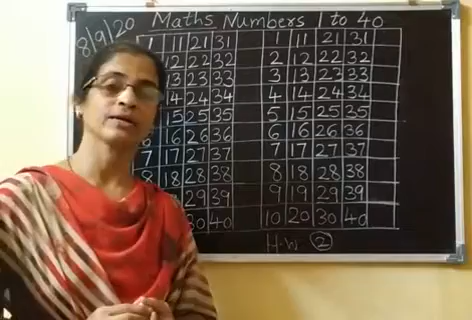 8/9/20 Maths Numbers 1 to 40
1 11 21 31 1 11 21 31
12 22 32 2 12 22 32
13 23 33 3 13 23 33
14 24 34 4 14 24 34
15 25 35 5 15 25 35
6 16 26 36 6 16 26 36
7 17 27 37 7 17 27 37
8 18 28 38 8 18 28 38
29 39 9 19 29 39
30 40 10 20 30 40
H.W 2